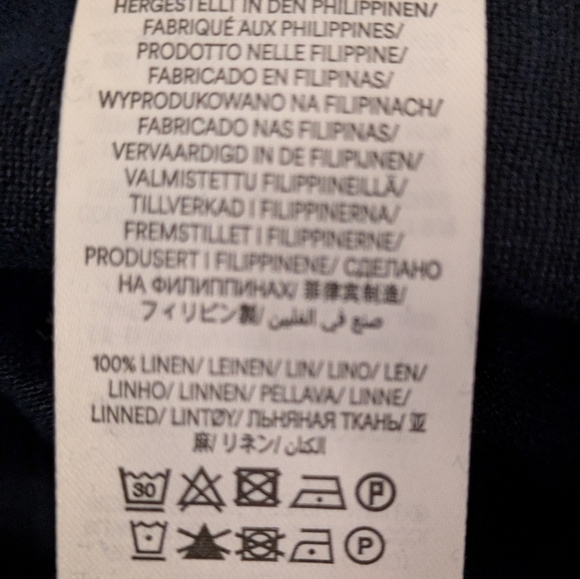 HERGESTELLT IN DEN PHILIPPINEN/
FABRIQUÉ AUX PHILIPPINES/
PRODOTTO NELLE FILIPPINE/
FABRICADO EN FILIPINAS/
WYPRODUKOWANO NA FILIPINACH/
FABRICADO NAS FILIPINAS/
VERVAARDIGD IN DE FILIPIJNEN/
VALMISTETTU FILIPPIINEILLÄ/
TILLVERKAD I FILIPPINERNA/
FREMSTILLET I FILIPPINERNE/
PRODUSERT I FILIPPINENE/ СДЕЛАНО
НА ФИЛИППИНАХ/ 菲律宾制造/
フィリピン製/ صنع في الفلبين
100% LINEN/ LEINEN/ LIN/ LINO/ LEN/
LINHO/ LINNEN/ PELLAVA/ LINNE/
LINNED/ LINTØY/ ЛЬНЯНАЯ ТКАНЬ/ 亚
麻/ リネン/ الكتان
30
P
P